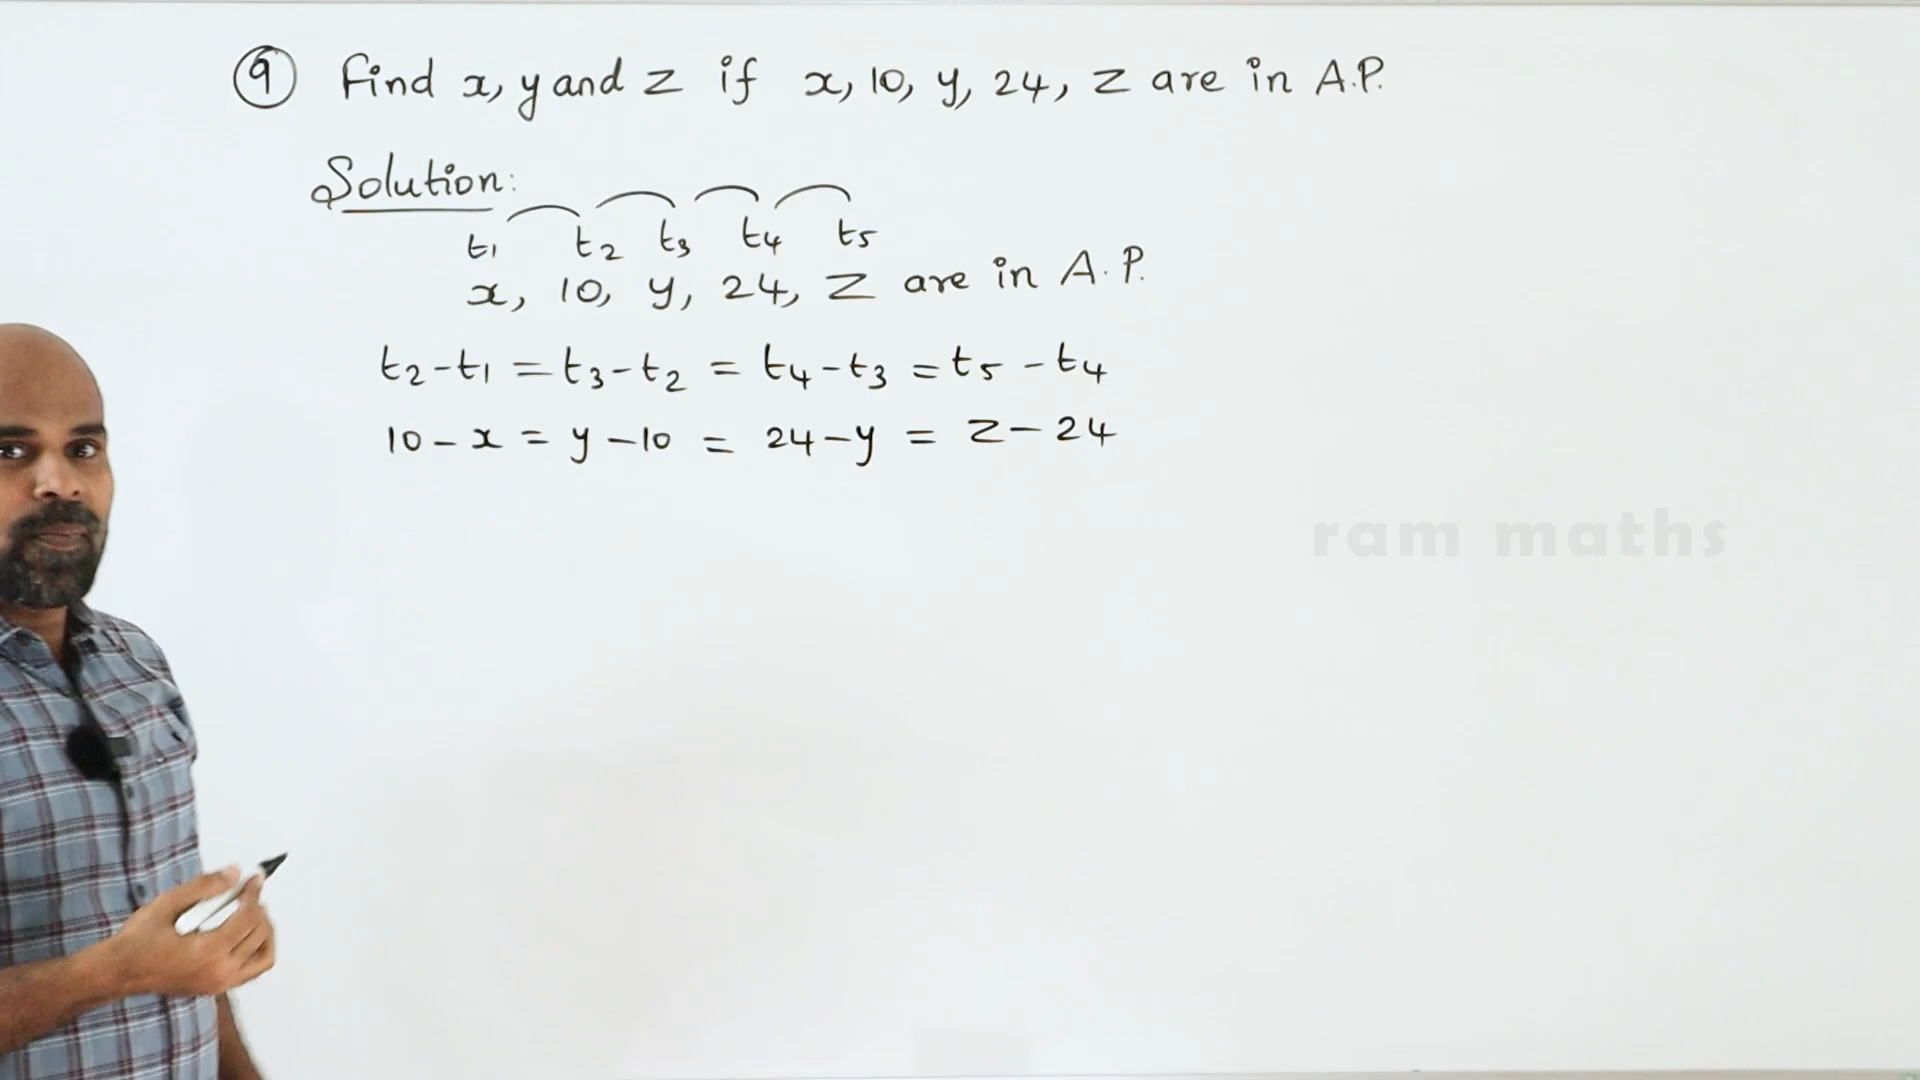 9 Find x, y and z if x, 10, y, 24, z are in A.P.
Solution:
t1 t2 t3 t4 t5
x, 10, y, 24, z are in A.P.
t2-t1 = t3-t2 = t4-t3 = t5-t4
10-x = y-10 = 24-y = z-24
ram maths